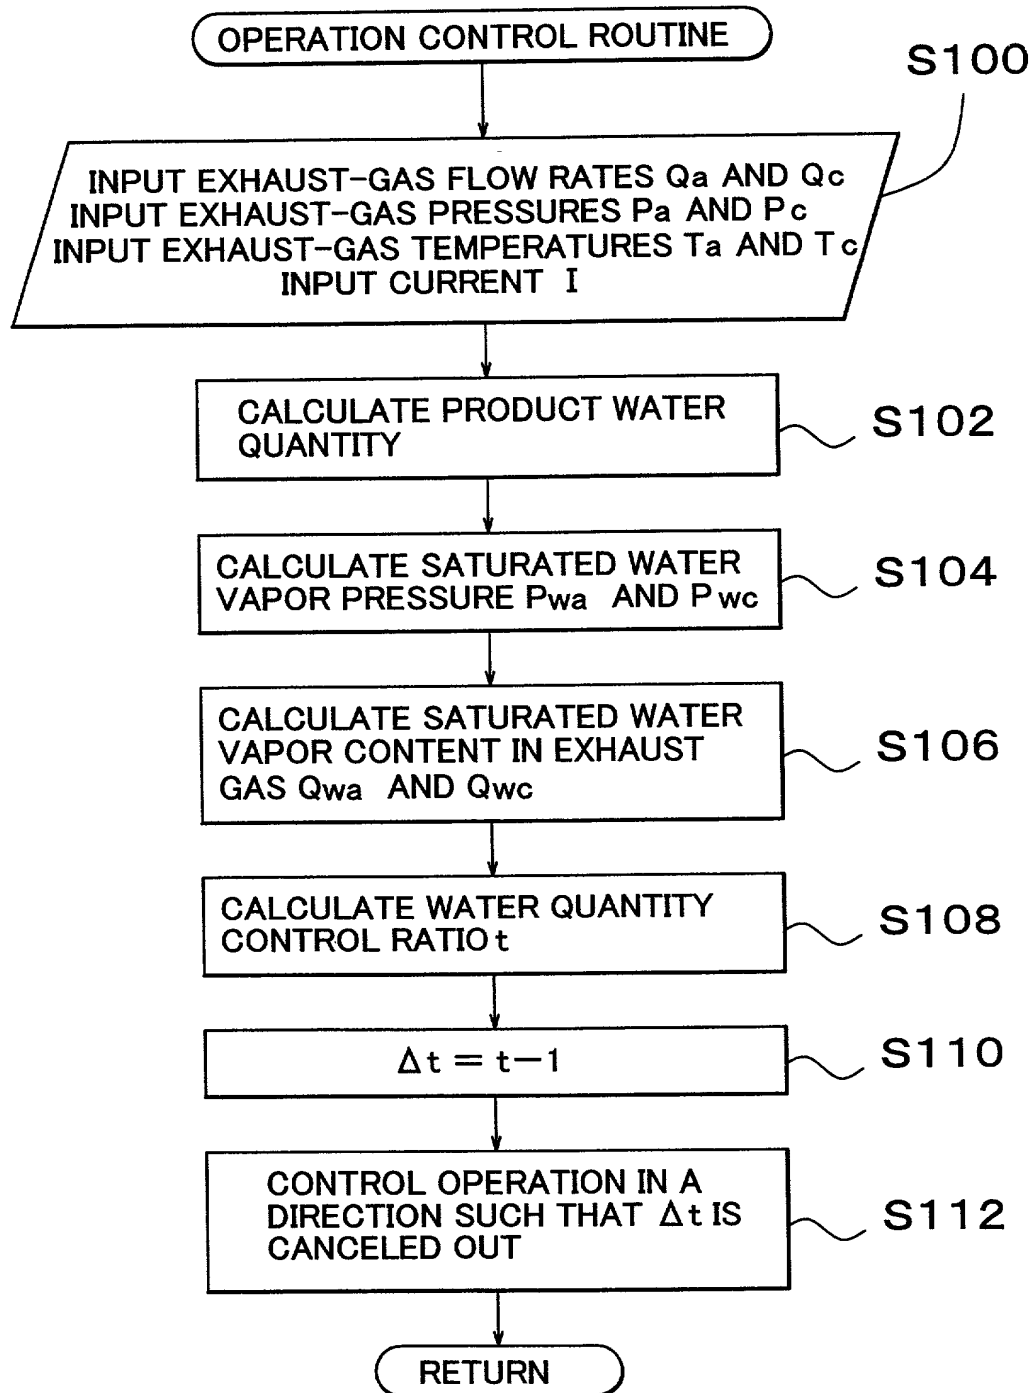 OPERATION CONTROL ROUTINE
S100
INPUT EXHAUST-GAS FLOW RATES Qa AND Qc
INPUT EXHAUST-GAS PRESSURES Pa AND Pc
INPUT EXHAUST-GAS TEMPERATURES Ta AND Tc
INPUT CURRENT I
CALCULATE PRODUCT WATER
QUANTITY
S102
CALCULATE SATURATED WATER
VAPOR PRESSURE Pwa AND Pwc
S104
CALCULATE SATURATED WATER
VAPOR CONTENT IN EXHAUST
GAS Qwa AND Qwc
S106
CALCULATE WATER QUANTITY
CONTROL RATIO t
S108
Δt = t-1
S110
CONTROL OPERATION IN A
DIRECTION SUCH THAT Δt IS
CANCELED OUT
S112
RETURN